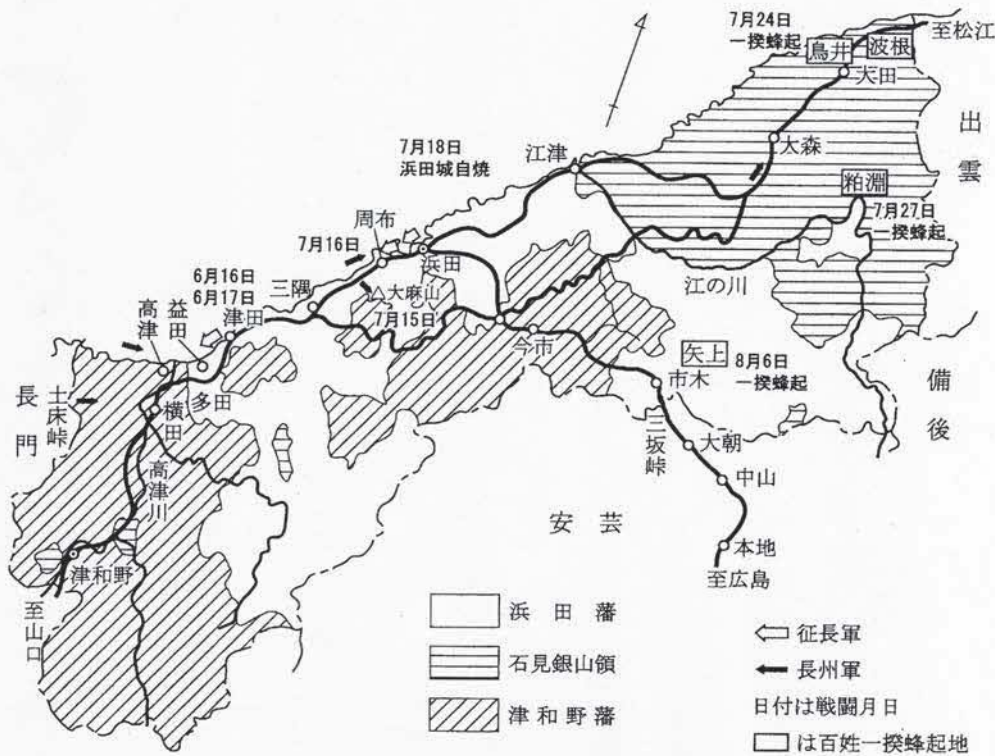 7月24日
一揆蜂起
鳥井
波根
至松江
大田
出雲
大森
江津
7月18日
浜田城自焼
粕淵
7月27日
一揆蜂起
周布
7月16日
浜田
江の川
6月16日
6月17日
三隅
△大麻山
7月15日
高津
益田
津田
今市
矢上
8月6日
一揆蜂起
市木
備後
長門
土床峠
横田
多田
三坂峠
大朝
高津川
中山
安芸
本地
津和野
至広島
至山口
浜田藩
征長軍
石見銀山領
長州軍
日付は戦闘月日
津和野藩
は百姓一揆蜂起地